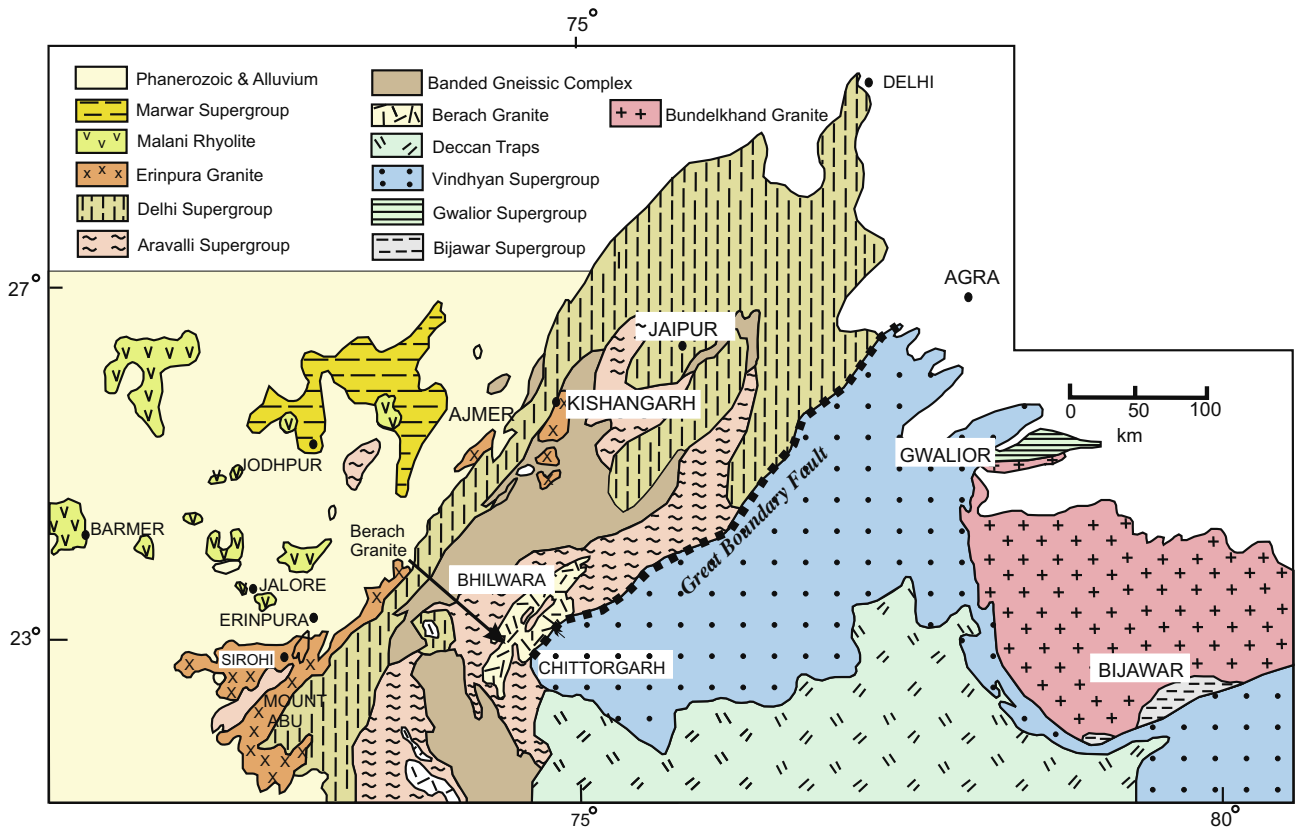 75°
Phanerozoic & Alluvium
Marwar Supergroup
Malani Rhyolite
Erinpura Granite
Delhi Supergroup
Aravalli Supergroup
Banded Gneissic Complex
Berach Granite
Deccan Traps
Vindhyan Supergroup
Gwalior Supergroup
Bijawar Supergroup
Bundelkhand Granite
DELHI
27°
AGRA
JAIPUR
KISHANGARH
AJMER
0 50 100
km
JODHPUR
GWALIOR
Great Boundary Fault
BARMER
Berach
Granite
BHILWARA
JALORE
ERINPURA
23°
SIROHI
CHITTORGARH
BIJAWAR
MOUNT
ABU
75°
80°